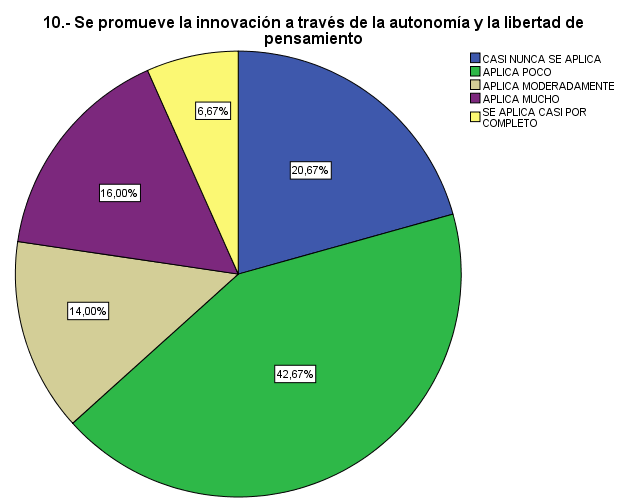 10.- Se promueve la innovación a través de la autonomía y la libertad de
pensamiento
CASI NUNCA SE APLICA
APLICA POCO
APLICA MODERADAMENTE
APLICA MUCHO
SE APLICA CASI POR
COMPLETO
6,67%
20,67%
16,00%
14,00%
42,67%